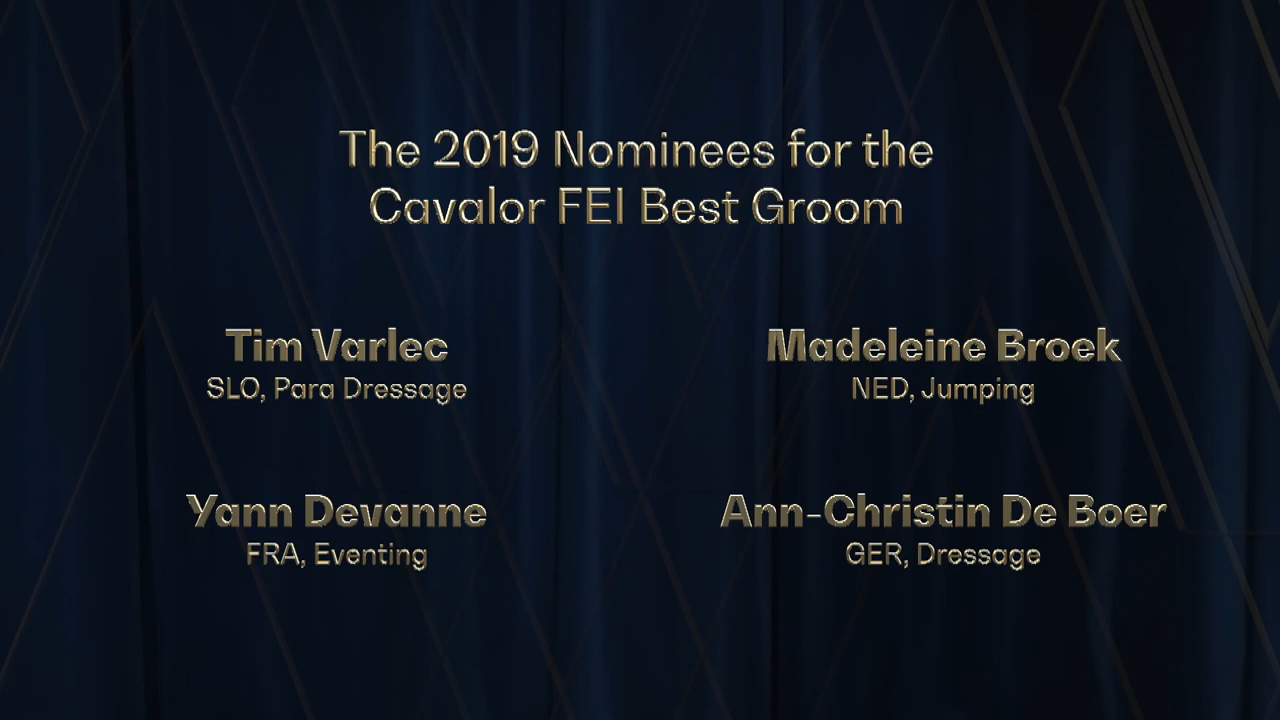 The 2019 Nominees for the
Cavalor FEI Best Groom
Tim Varlec
SLO, Para Dressage
Madeleine Broek
NED, Jumping
Yann Devanne
FRA, Eventing
Ann-Christin De Boer
GER, Dressage